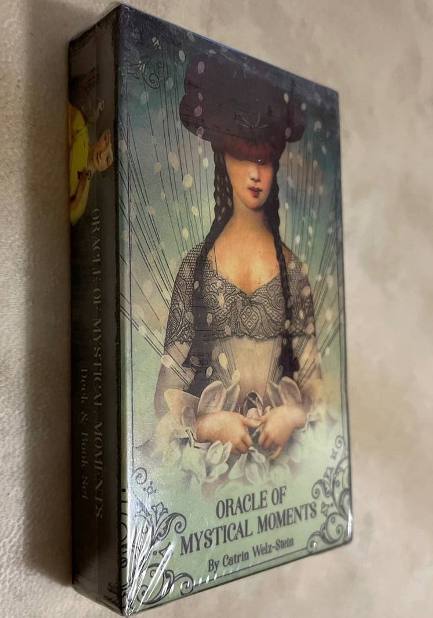 ORACLE OF
MYSTICAL MOMENTS
By Catrin Welz-Stein
ORACLE OF MYSTICAL MOMENTS
Deck & Book Set